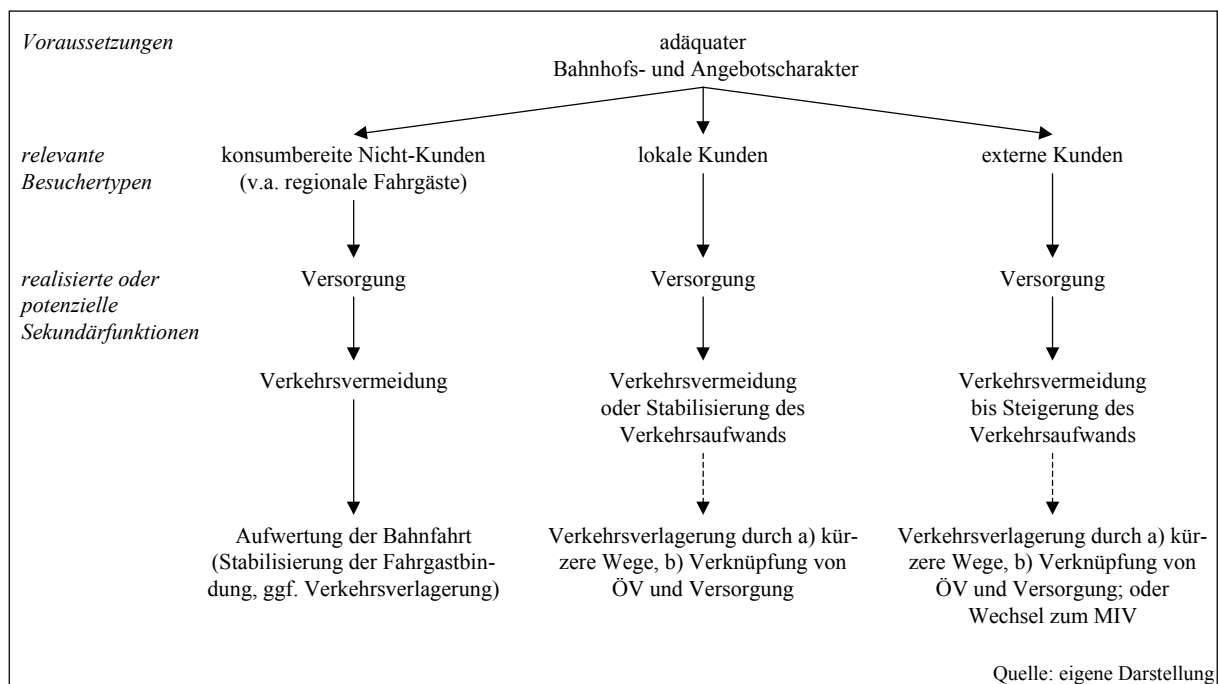 Voraussetzungen
adäquater
Bahnhofs- und Angebotscharakter
relevante
Besuchertypen
konsumbereite Nicht-Kunden
(v.a. regionale Fahrgäste)
lokale Kunden
externe Kunden
realisierte oder
potenzielle
Sekundärfunktionen
Versorgung
Versorgung
Versorgung
Verkehrsvermeidung
Verkehrsvermeidung
oder Stabilisierung des
Verkehrsaufwands
Verkehrsvermeidung
bis Steigerung des
Verkehrsaufwands
Aufwertung der Bahnfahrt
(Stabilisierung der Fahrgastbin-
dung, ggf. Verkehrsverlagerung)
Verkehrsverlagerung durch a) kür-
zere Wege, b) Verknüpfung von
ÖV und Versorgung
Verkehrsverlagerung durch a) kür-
zere Wege, b) Verknüpfung von
ÖV und Versorgung; oder
Wechsel zum MIV
Quelle: eigene Darstellung